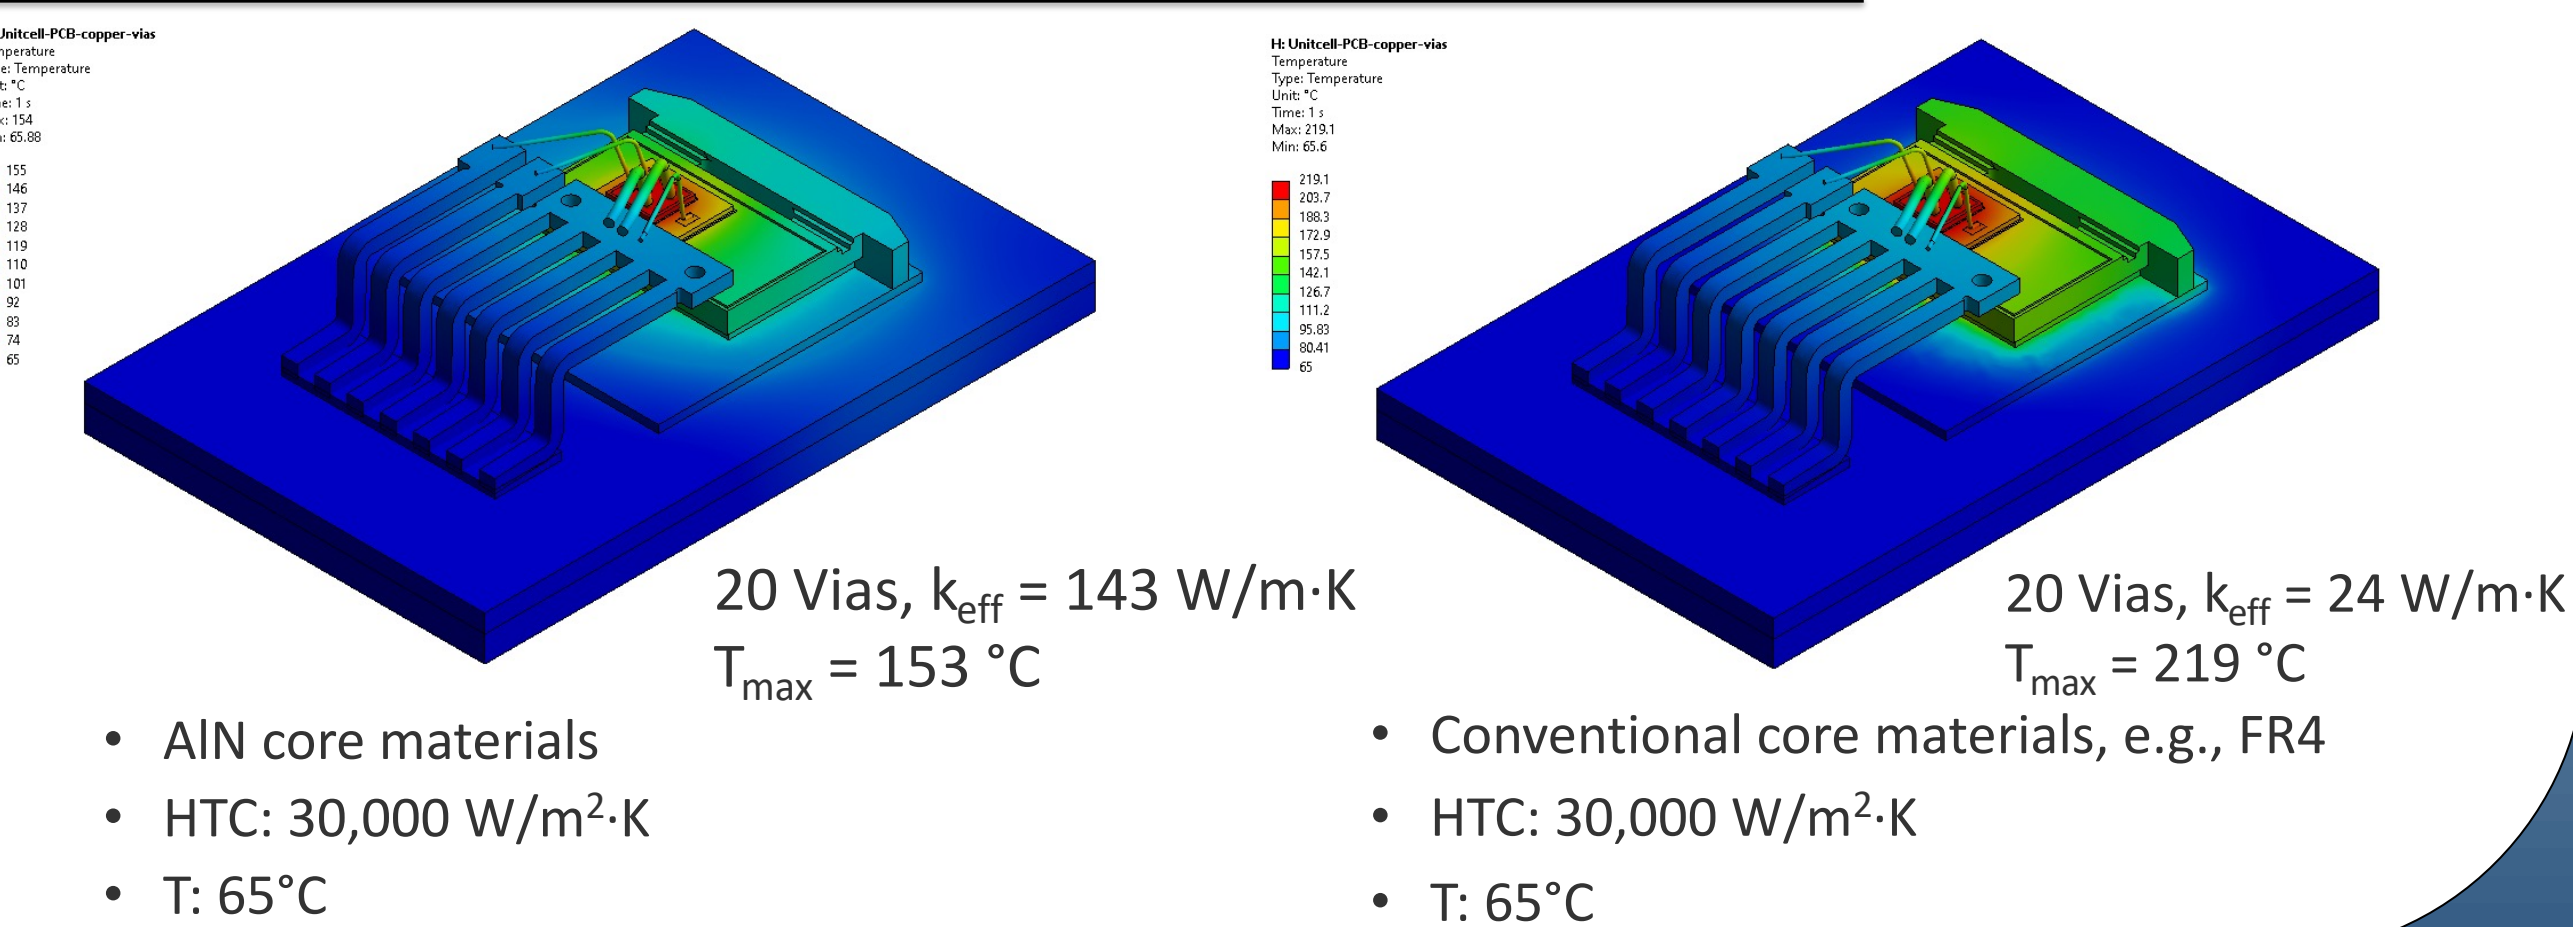 Unitcell-PCB-copper-vias
nperature
e: Temperature
t: °C
e: 1 s
x: 154
: 65.88
155
146
137
128
119
110
101
92
83
74
65
20 Vias, keff = 143 W/m·K
Tmax = 153 °C
• AlN core materials
• HTC: 30,000 W/m²·K
• T: 65°C
H: Unitcell-PCB-copper-vias
Temperature
Type: Temperature
Unit: °C
Time: 1 s
Max: 219.1
Min: 65.6
219.1
203.7
188.3
172.9
157.5
142.1
126.7
111.2
95.83
80.41
65
20 Vias, keff = 24 W/m·K
Tmax = 219 °C
• Conventional core materials, e.g., FR4
• HTC: 30,000 W/m²·K
• T: 65°C